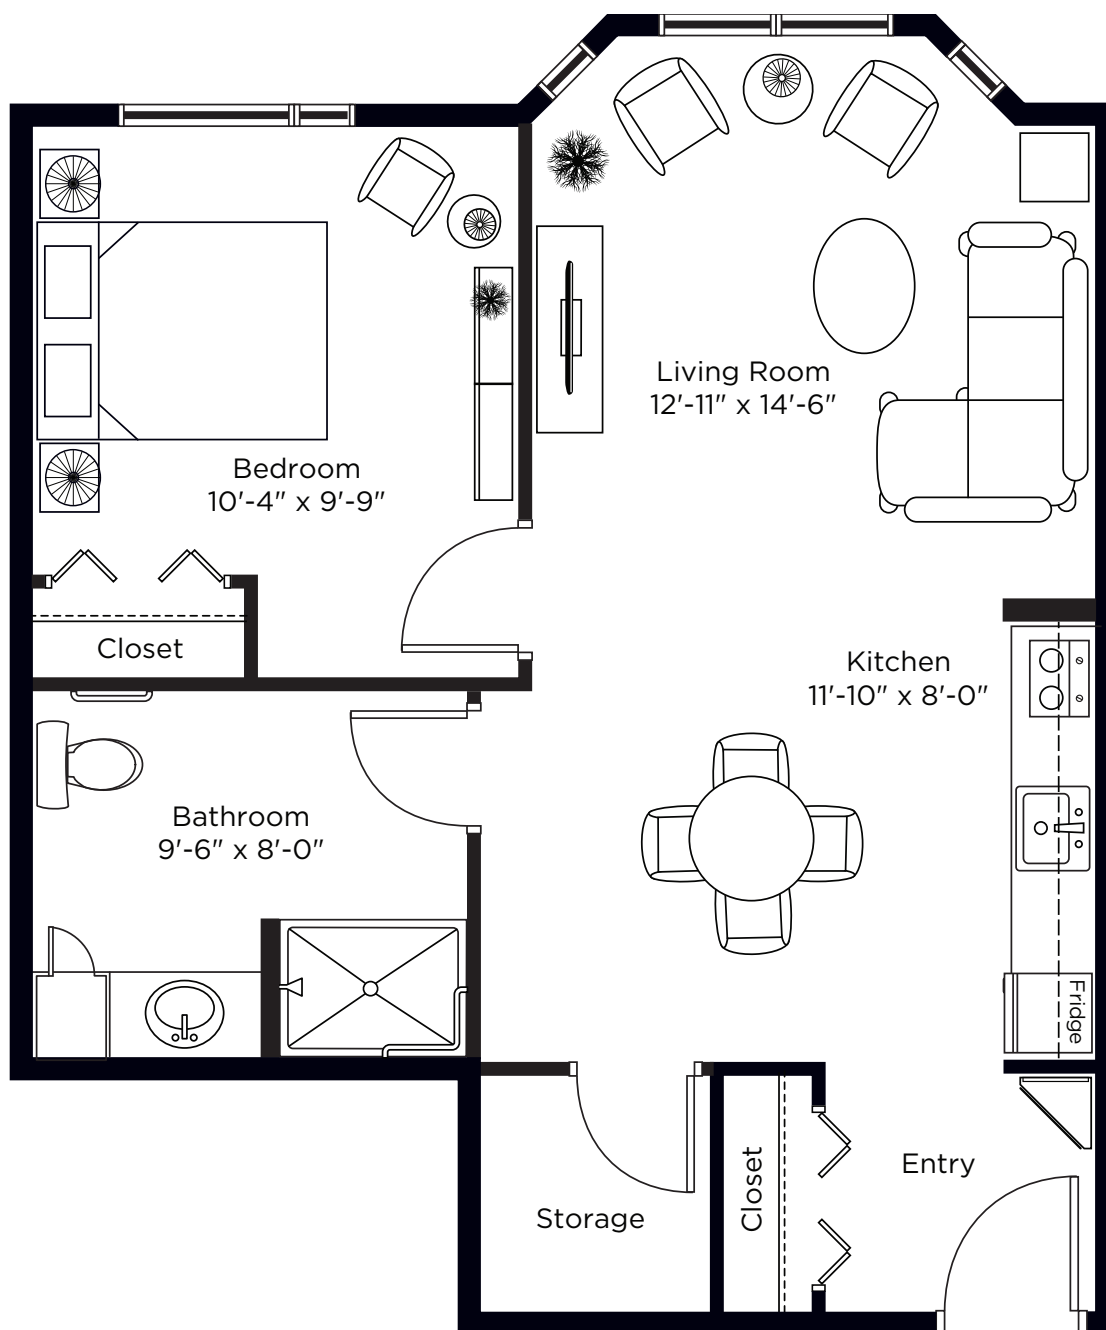 Living Room
12'-11" x 14'-6"
Bedroom
10'-4" x 9'-9"
Closet
Kitchen
11'-10" x 8'-0"
Bathroom
9'-6" x 8'-0"
Fridge
Entry
Closet
Storage